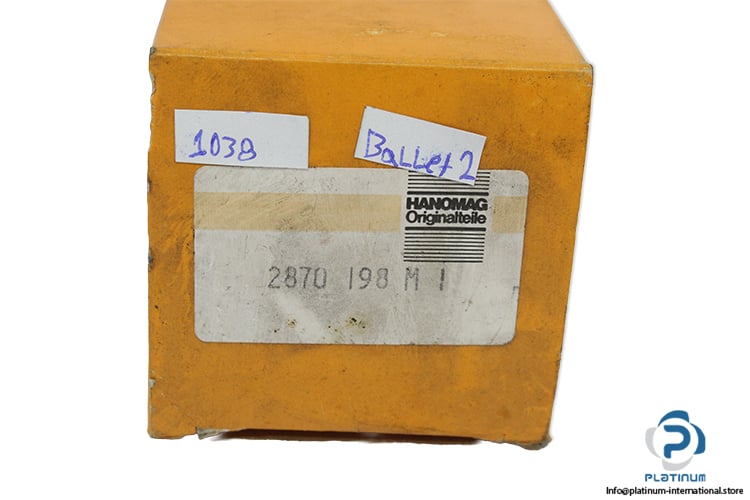 1038
Ballet 2
HANOMAG
Originalteile
2870 198 M 1
PLATINUM
Info@platinum-international.store